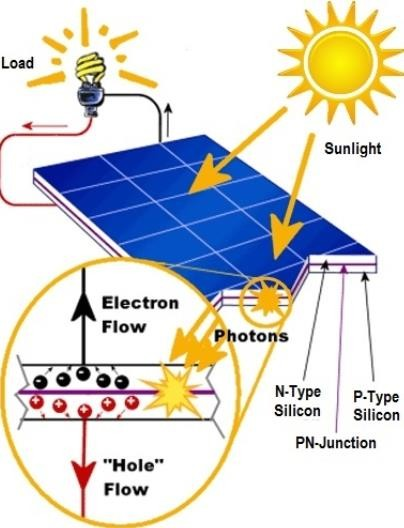 Load
Sunlight
Electron
Flow
Photons
N-Type
Silicon
P-Type
Silicon
PN-Junction
"Hole"
Flow
+ + + + +